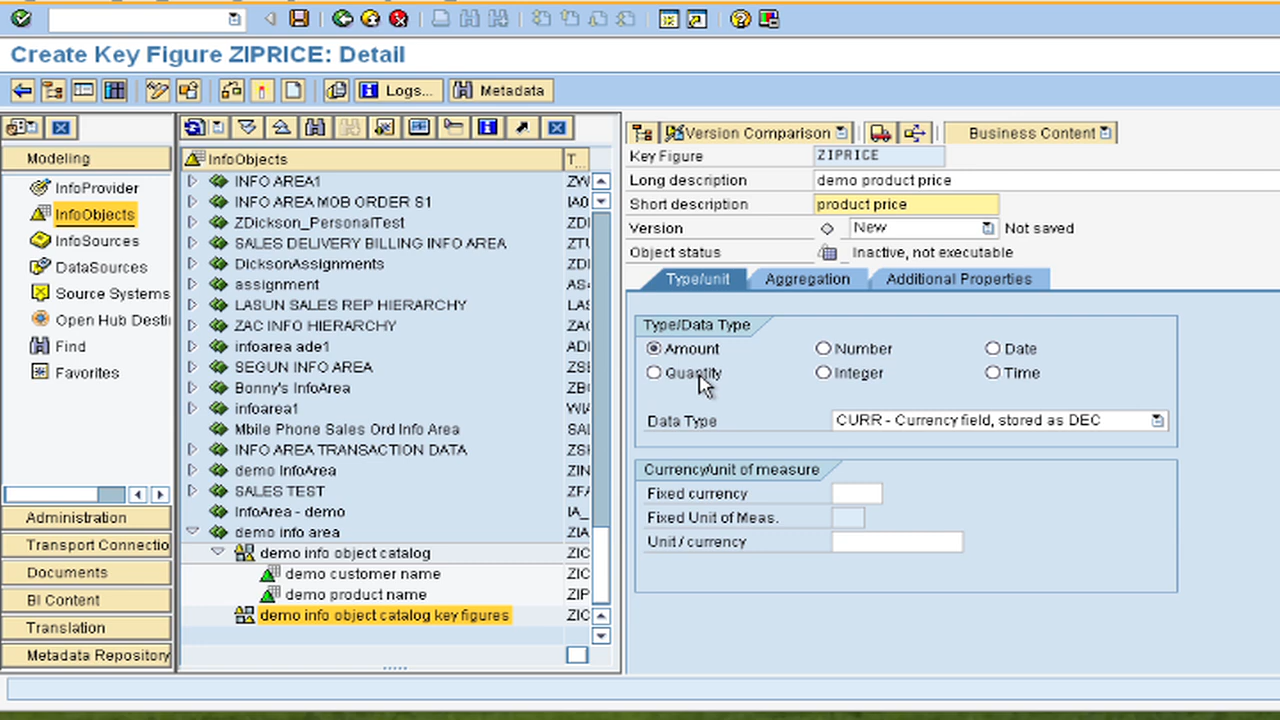 Create Key Figure ZIPRICE: Detail
Logs... Metadata
Modeling
InfoProvider
InfoObjects
InfoSources
DataSources
Source Systems
Open Hub Desti
Find
Favorites
Administration
Transport Connectio
Documents
BI Content
Translation
Metadata Repository
InfoObjects T...
INFO AREA1 ZW
INFO AREA MOB ORDER S1 IA0
ZDickson_PersonalTest ZDI
SALES DELIVERY BILLING INFO AREA ZTU
DicksonAssignments ZDI
assignment AS
LASUN SALES REP HIERARCHY LAS
ZAC INFO HIERARCHY ZAC
infoarea ade1 ADI
SEGUN INFO AREA ZSE
Bonny's InfoArea ZB
infoarea1 WI
Mbile Phone Sales Ord Info Area SAL
INFO AREA TRANSACTION DATA ZS
demo InfoArea ZIN
SALES TEST ZF
InfoArea - demo IA_
demo info area ZIA
demo info object catalog ZIC
demo customer name ZIC
demo product name ZIP
demo info object catalog key figures ZIC
Version Comparison Business Content
Key Figure ZIPRICE
Long description demo product price
Short description product price
Version New Not saved
Object status Inactive, not executable
Type/unit Aggregation Additional Properties
Type/Data Type
Amount Number Date
Quantity Integer Time
Data Type CURR - Currency field, stored as DEC
Currency/unit of measure
Fixed currency
Fixed Unit of Meas.
Unit / currency